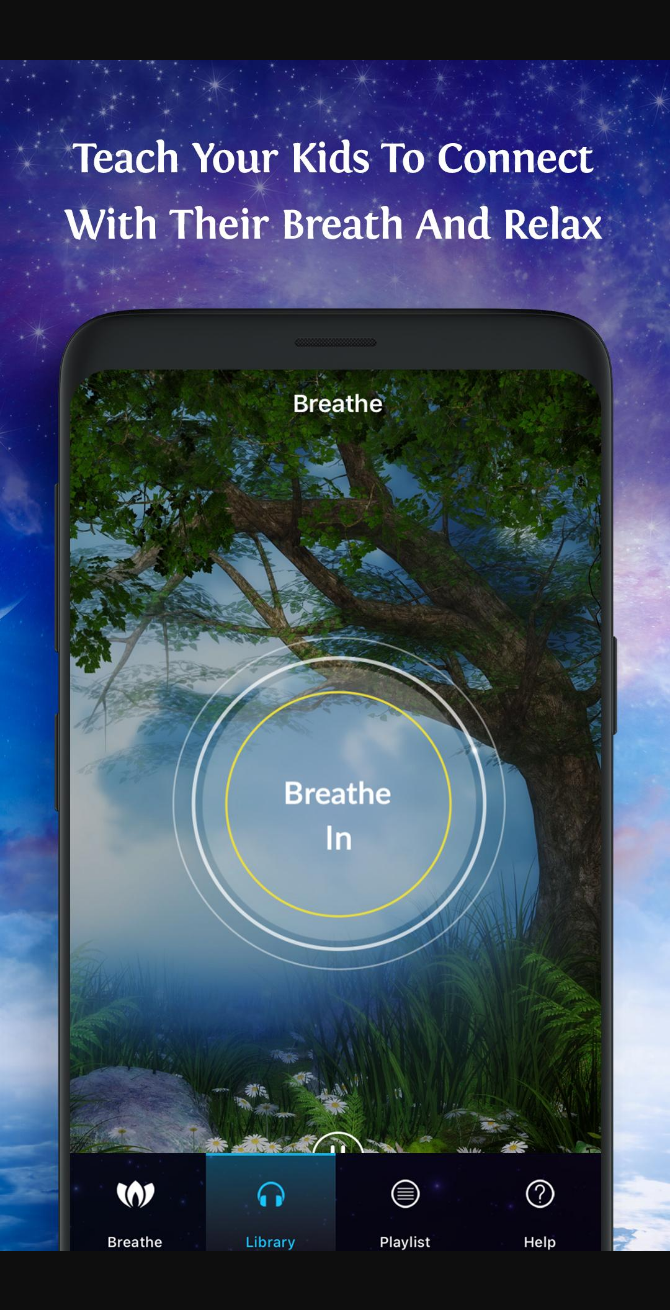 Teach Your Kids To Connect
With Their Breath And Relax
Breathe
Breathe
In
Breathe
Library
Playlist
Help